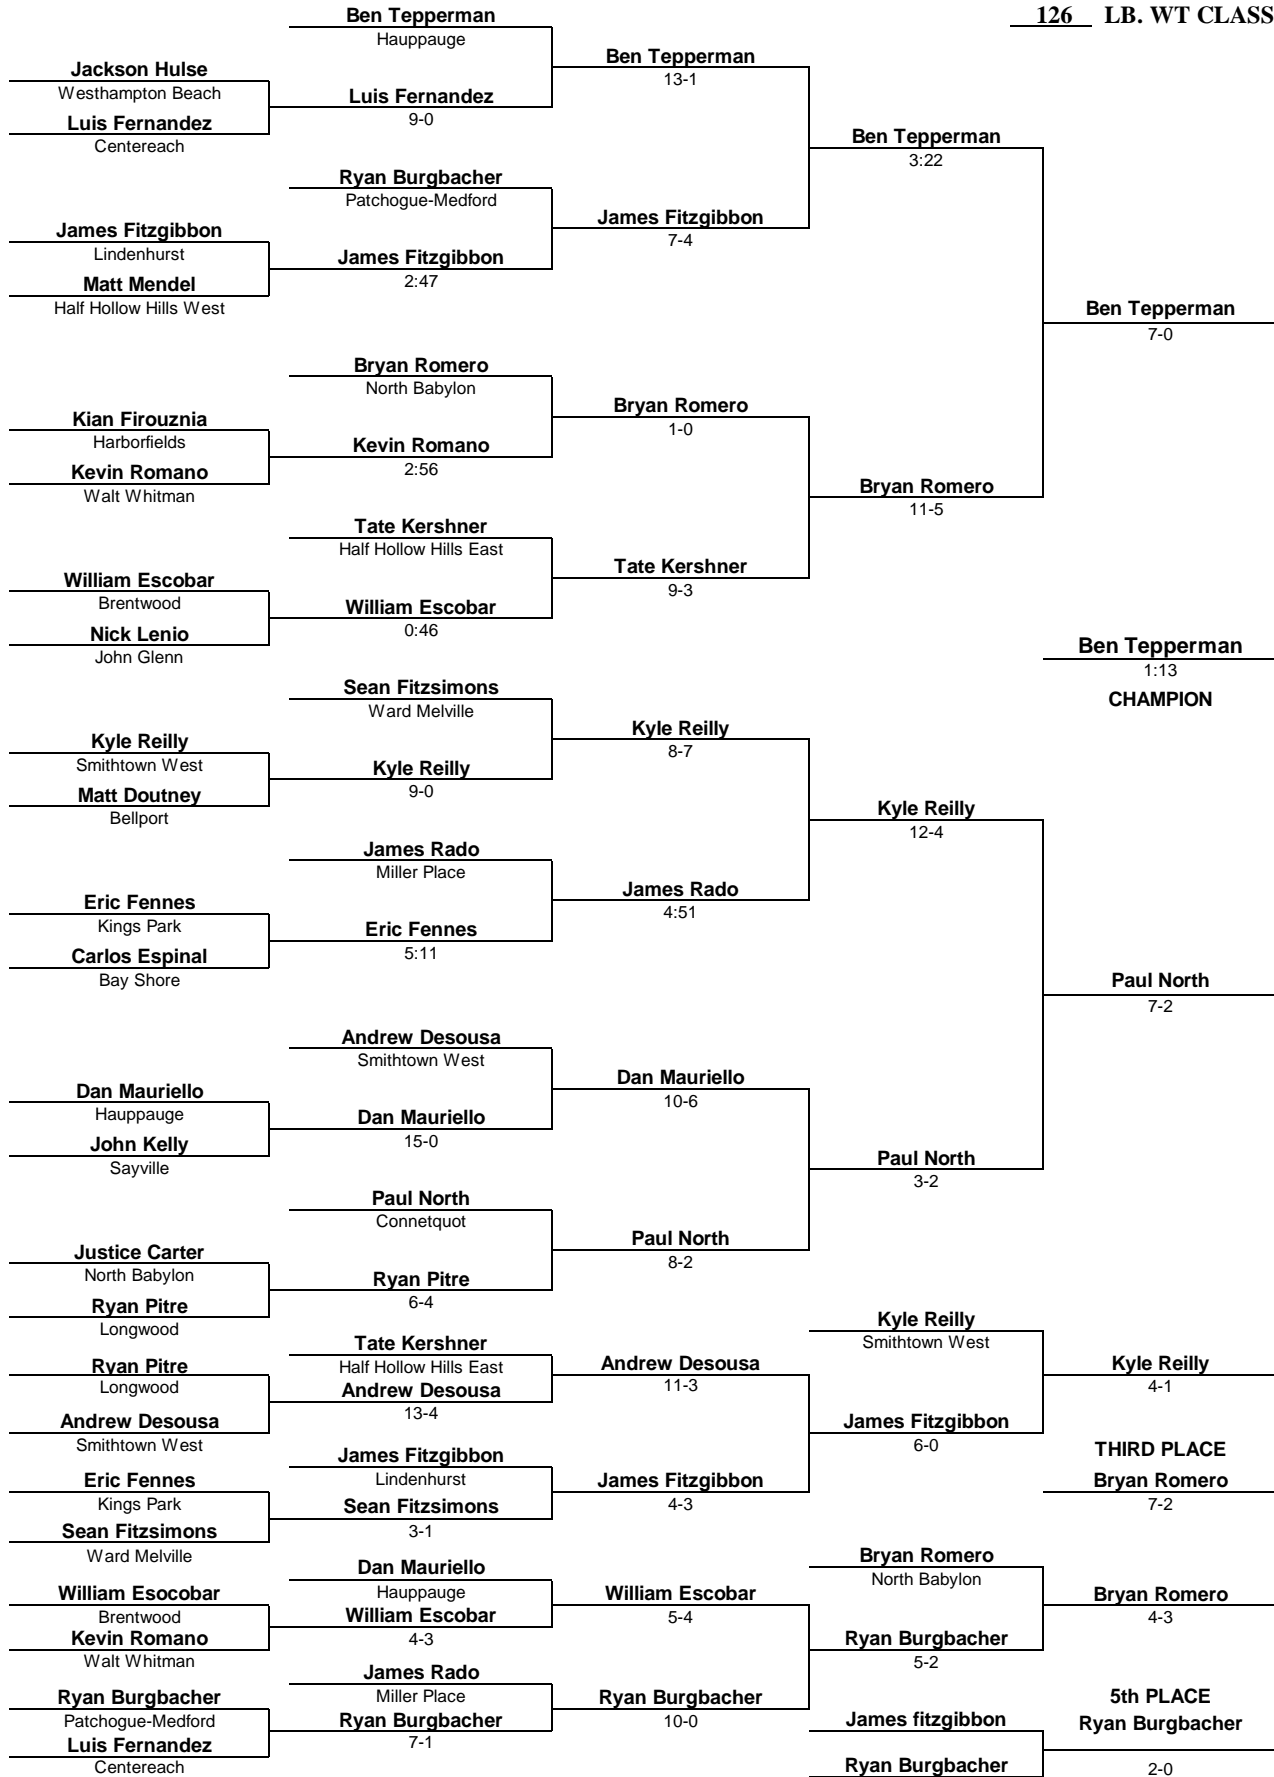 126 LB. WT CLASS
Ben Tepperman
Hauppauge
Ben Tepperman
13-1
Jackson Hulse
Westhampton Beach
Luis Fernandez
9-0
Luis Fernandez
Centereach
Ben Tepperman
3:22
Ryan Burgbacher
Patchogue-Medford
James Fitzgibbon
7-4
James Fitzgibbon
Lindenhurst
James Fitzgibbon
2:47
Matt Mendel
Half Hollow Hills West
Ben Tepperman
7-0
Bryan Romero
North Babylon
Bryan Romero
1-0
Kian Firouznia
Harborfields
Kevin Romano
2:56
Kevin Romano
Walt Whitman
Bryan Romero
11-5
Tate Kershner
Half Hollow Hills East
Tate Kershner
9-3
William Escobar
Brentwood
William Escobar
0:46
Nick Lenio
John Glenn
Ben Tepperman
1:13
CHAMPION
Sean Fitzsimons
Ward Melville
Kyle Reilly
8-7
Kyle Reilly
Smithtown West
Kyle Reilly
9-0
Matt Doutney
Bellport
Kyle Reilly
12-4
James Rado
Miller Place
James Rado
4:51
Eric Fennes
Kings Park
Eric Fennes
5:11
Carlos Espinal
Bay Shore
Paul North
7-2
Andrew Desousa
Smithtown West
Dan Mauriello
10-6
Dan Mauriello
Hauppauge
Dan Mauriello
15-0
John Kelly
Sayville
Paul North
3-2
Paul North
Connetquot
Paul North
8-2
Justice Carter
North Babylon
Ryan Pitre
6-4
Ryan Pitre
Longwood
Kyle Reilly
Smithtown West
Ryan Pitre
Longwood
Tate Kershner
Half Hollow Hills East
Andrew Desousa
11-3
Kyle Reilly
4-1
Andrew Desousa
13-4
Andrew Desousa
Smithtown West
James Fitzgibbon
6-0
THIRD PLACE
James Fitzgibbon
Lindenhurst
Eric Fennes
Kings Park
James Fitzgibbon
4-3
Bryan Romero
7-2
Sean Fitzsimons
3-1
Sean Fitzsimons
Ward Melville
Bryan Romero
North Babylon
Dan Mauriello
Hauppauge
William Esocobar
Brentwood
William Escobar
5-4
Bryan Romero
4-3
William Escobar
4-3
Kevin Romano
Walt Whitman
Ryan Burgbacher
5-2
James Rado
Miller Place
Ryan Burgbacher
Patchogue-Medford
Ryan Burgbacher
10-0
5th PLACE
Ryan Burgbacher
7-1
James fitzgibbon
Ryan Burgbacher
Luis Fernandez
Centereach
Ryan Burgbacher
2-0